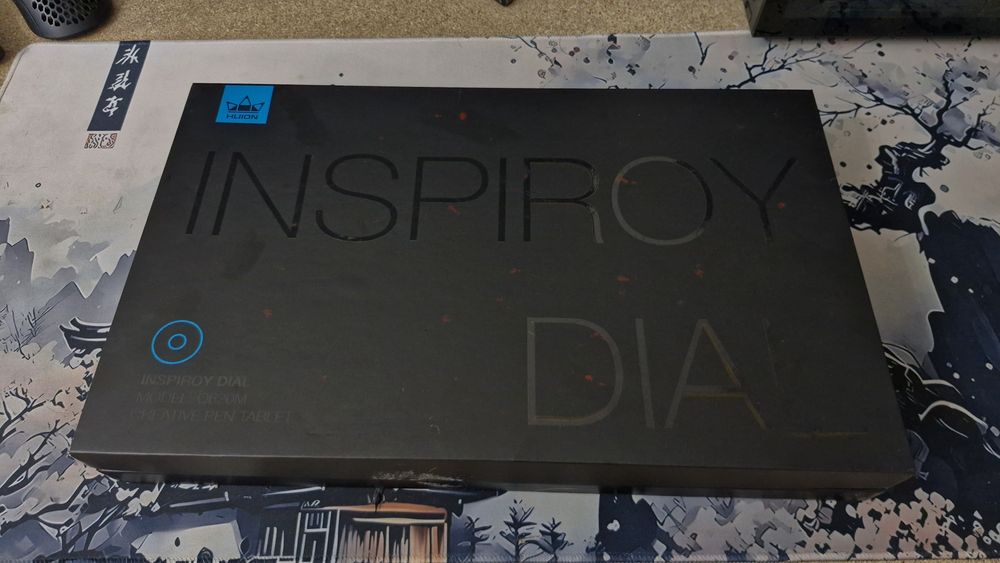 HUION
INSPIROY
DIAL
INSPIROY DIAL
MODEL: Q620M
CREATIVE PEN TABLET